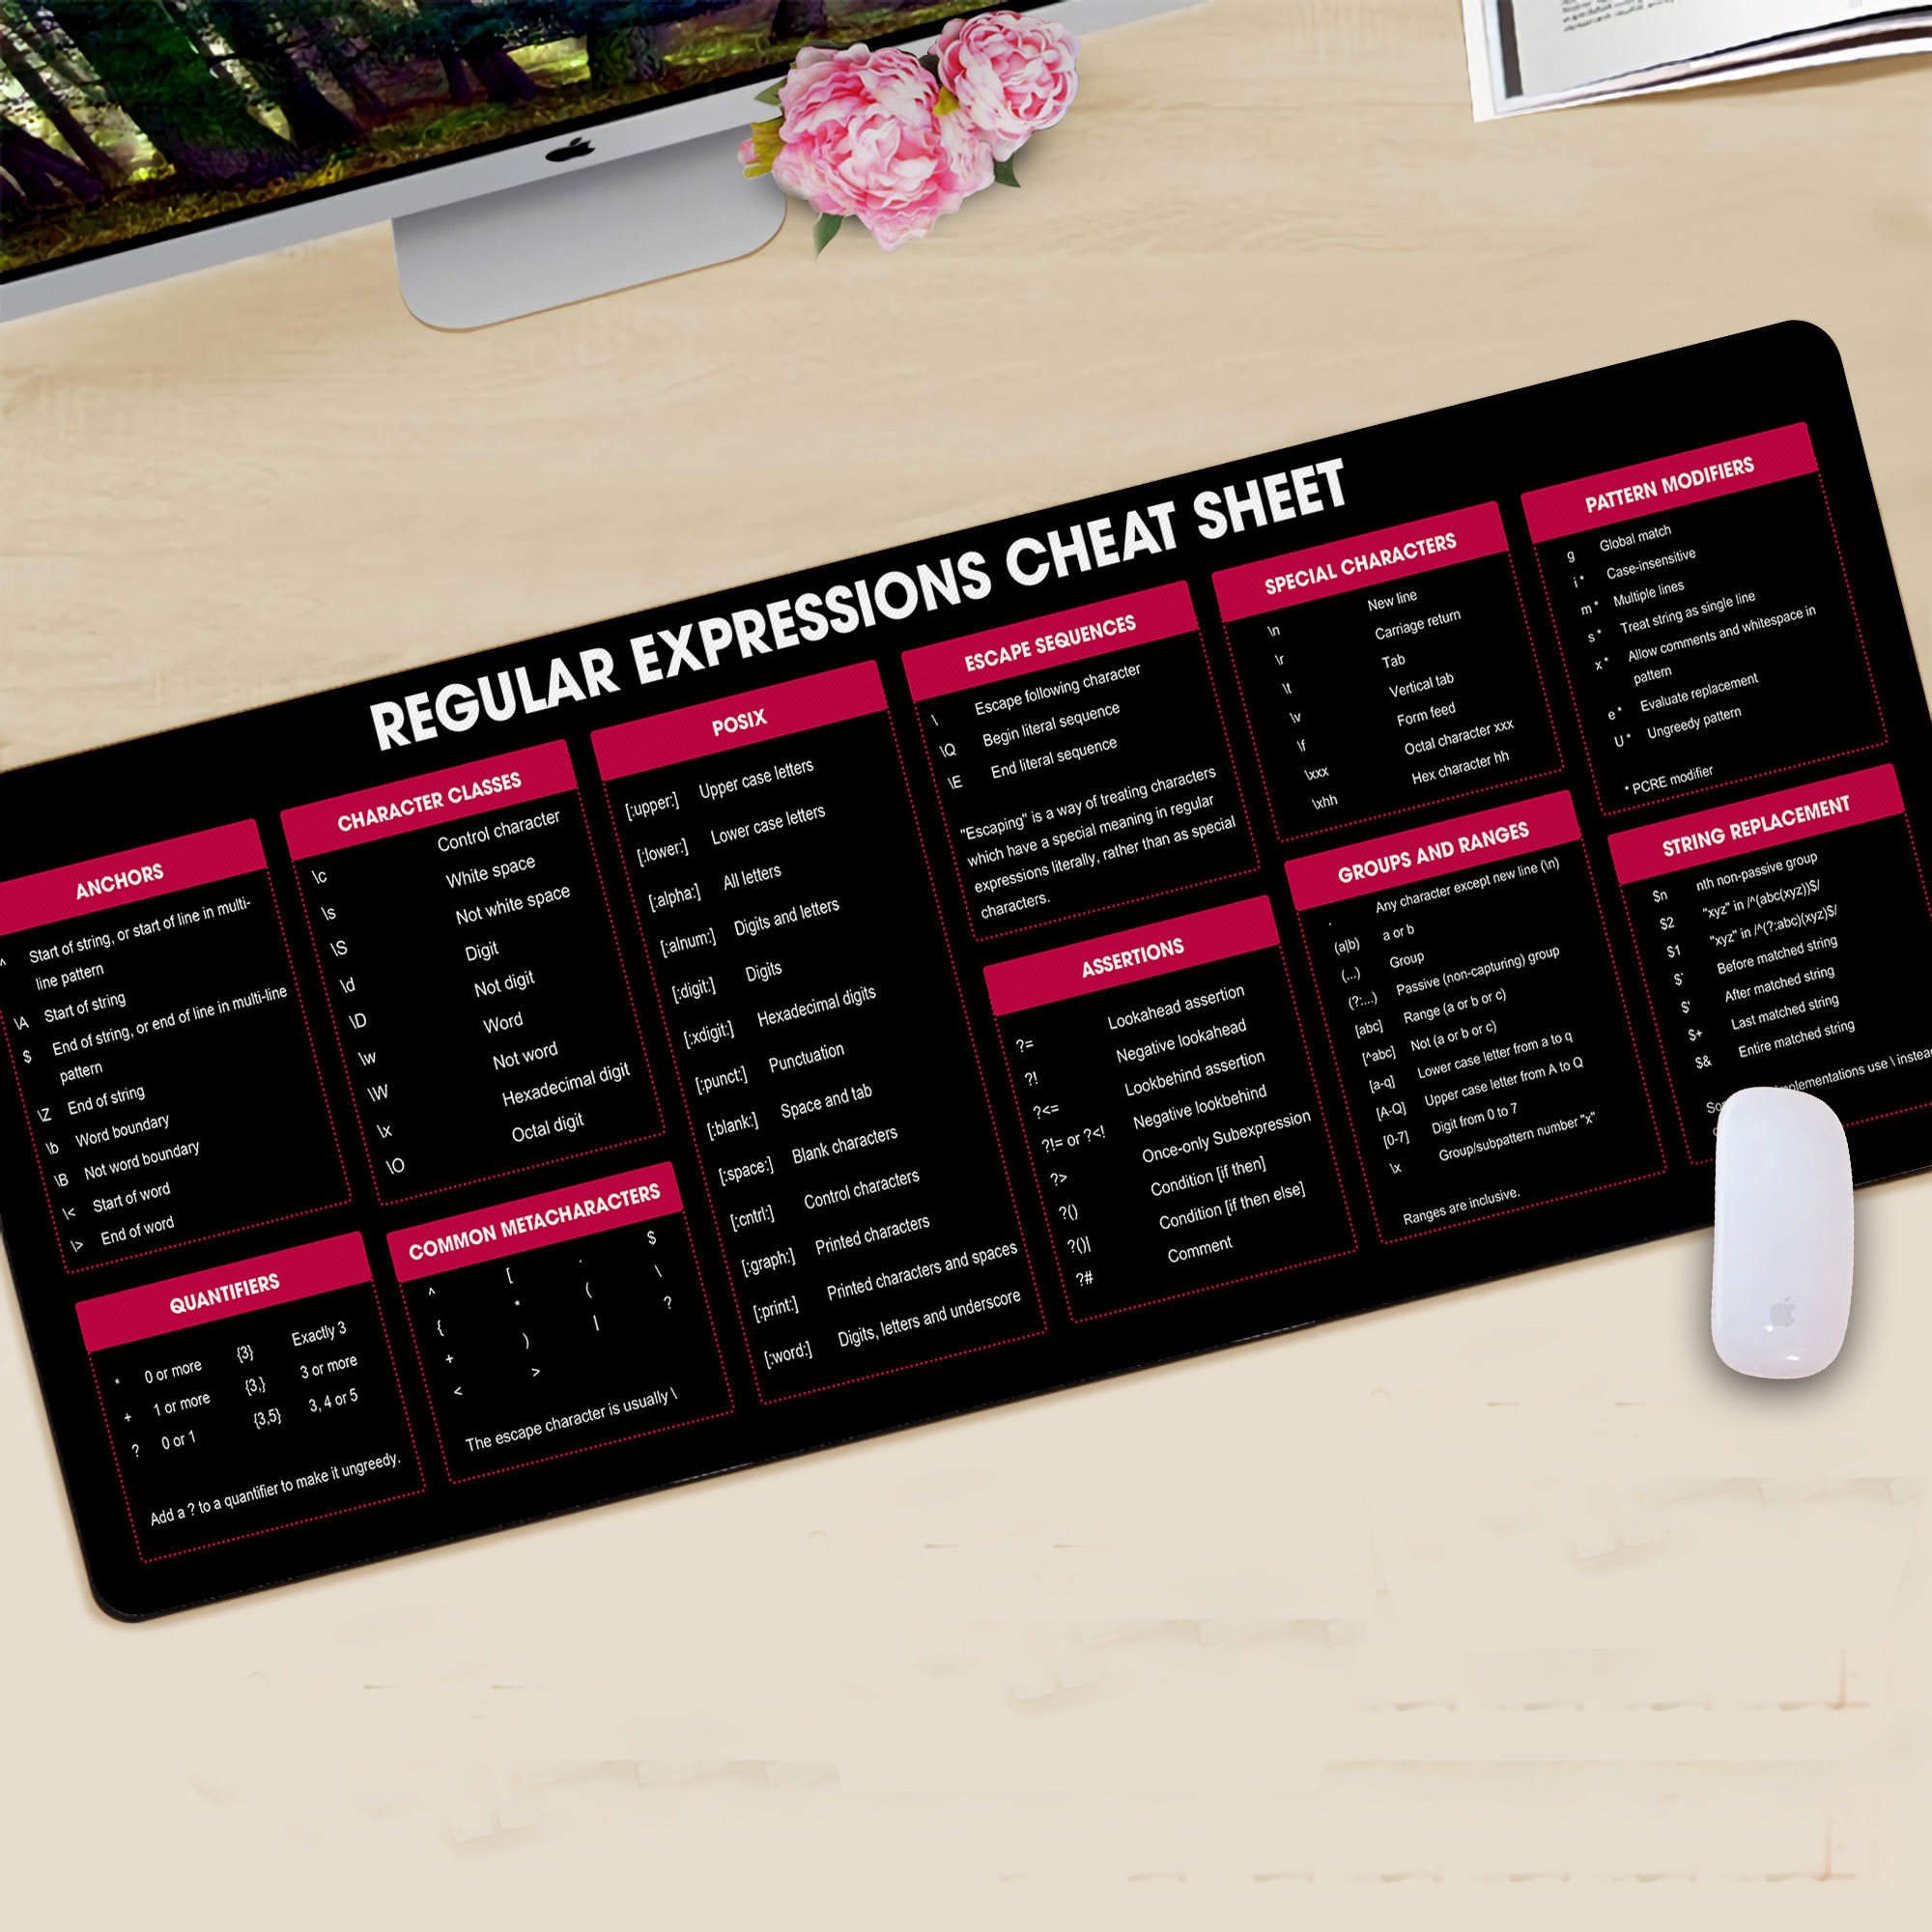 REGULAR EXPRESSIONS CHEAT SHEET
ANCHORS
^ Start of string, or start of line in multi-
line pattern
\A Start of string
$ End of string, or end of line in multi-line
pattern
\Z End of string
\b Word boundary
\B Not word boundary
\< Start of word
\> End of word
QUANTIFIERS
* 0 or more {3} Exactly 3
+ 1 or more {3,} 3 or more
? 0 or 1 {3,5} 3, 4 or 5
Add a ? to a quantifier to make it ungreedy.
CHARACTER CLASSES
\c Control character
\s White space
\S Not white space
\d Digit
\D Not digit
\w Word
\W Not word
\x Hexadecimal digit
\O Octal digit
COMMON METACHARACTERS
^ [ . $
{ * ( \
+ ) | ?
< >
The escape character is usually \
POSIX
[:upper:] Upper case letters
[:lower:] Lower case letters
[:alpha:] All letters
[:alnum:] Digits and letters
[:digit:] Digits
[:xdigit:] Hexadecimal digits
[:punct:] Punctuation
[:blank:] Space and tab
[:space:] Blank characters
[:cntrl:] Control characters
[:graph:] Printed characters
[:print:] Printed characters and spaces
[:word:] Digits, letters and underscore
ESCAPE SEQUENCES
\ Escape following character
\Q Begin literal sequence
\E End literal sequence
"Escaping" is a way of treating characters
which have a special meaning in regular
expressions literally, rather than as special
characters.
ASSERTIONS
?= Lookahead assertion
?! Negative lookahead
?<= Lookbehind assertion
?!= or ?<! Negative lookbehind
?> Once-only Subexpression
?() Condition [if then]
?()| Condition [if then else]
?# Comment
SPECIAL CHARACTERS
\n New line
\r Carriage return
\t Tab
\v Vertical tab
\f Form feed
\xxx Octal character xxx
\xhh Hex character hh
GROUPS AND RANGES
. Any character except new line (\n)
(a|b) a or b
(...) Group
(?:...) Passive (non-capturing) group
[abc] Range (a or b or c)
[^abc] Not (a or b or c)
[a-q] Lower case letter from a to q
[A-Q] Upper case letter from A to Q
[0-7] Digit from 0 to 7
\x Group/subpattern number "x"
Ranges are inclusive.
PATTERN MODIFIERS
g Global match
i * Case-insensitive
m * Multiple lines
s * Treat string as single line
x * Allow comments and whitespace in
pattern
e * Evaluate replacement
U * Ungreedy pattern
* PCRE modifier
STRING REPLACEMENT
$n nth non-passive group
$2 "xyz" in /^(abc(xyz))$/
$1 "xyz" in /^(?:abc)(xyz)$/
$` Before matched string
$' After matched string
$+ Last matched string
$& Entire matched string
implementations use \